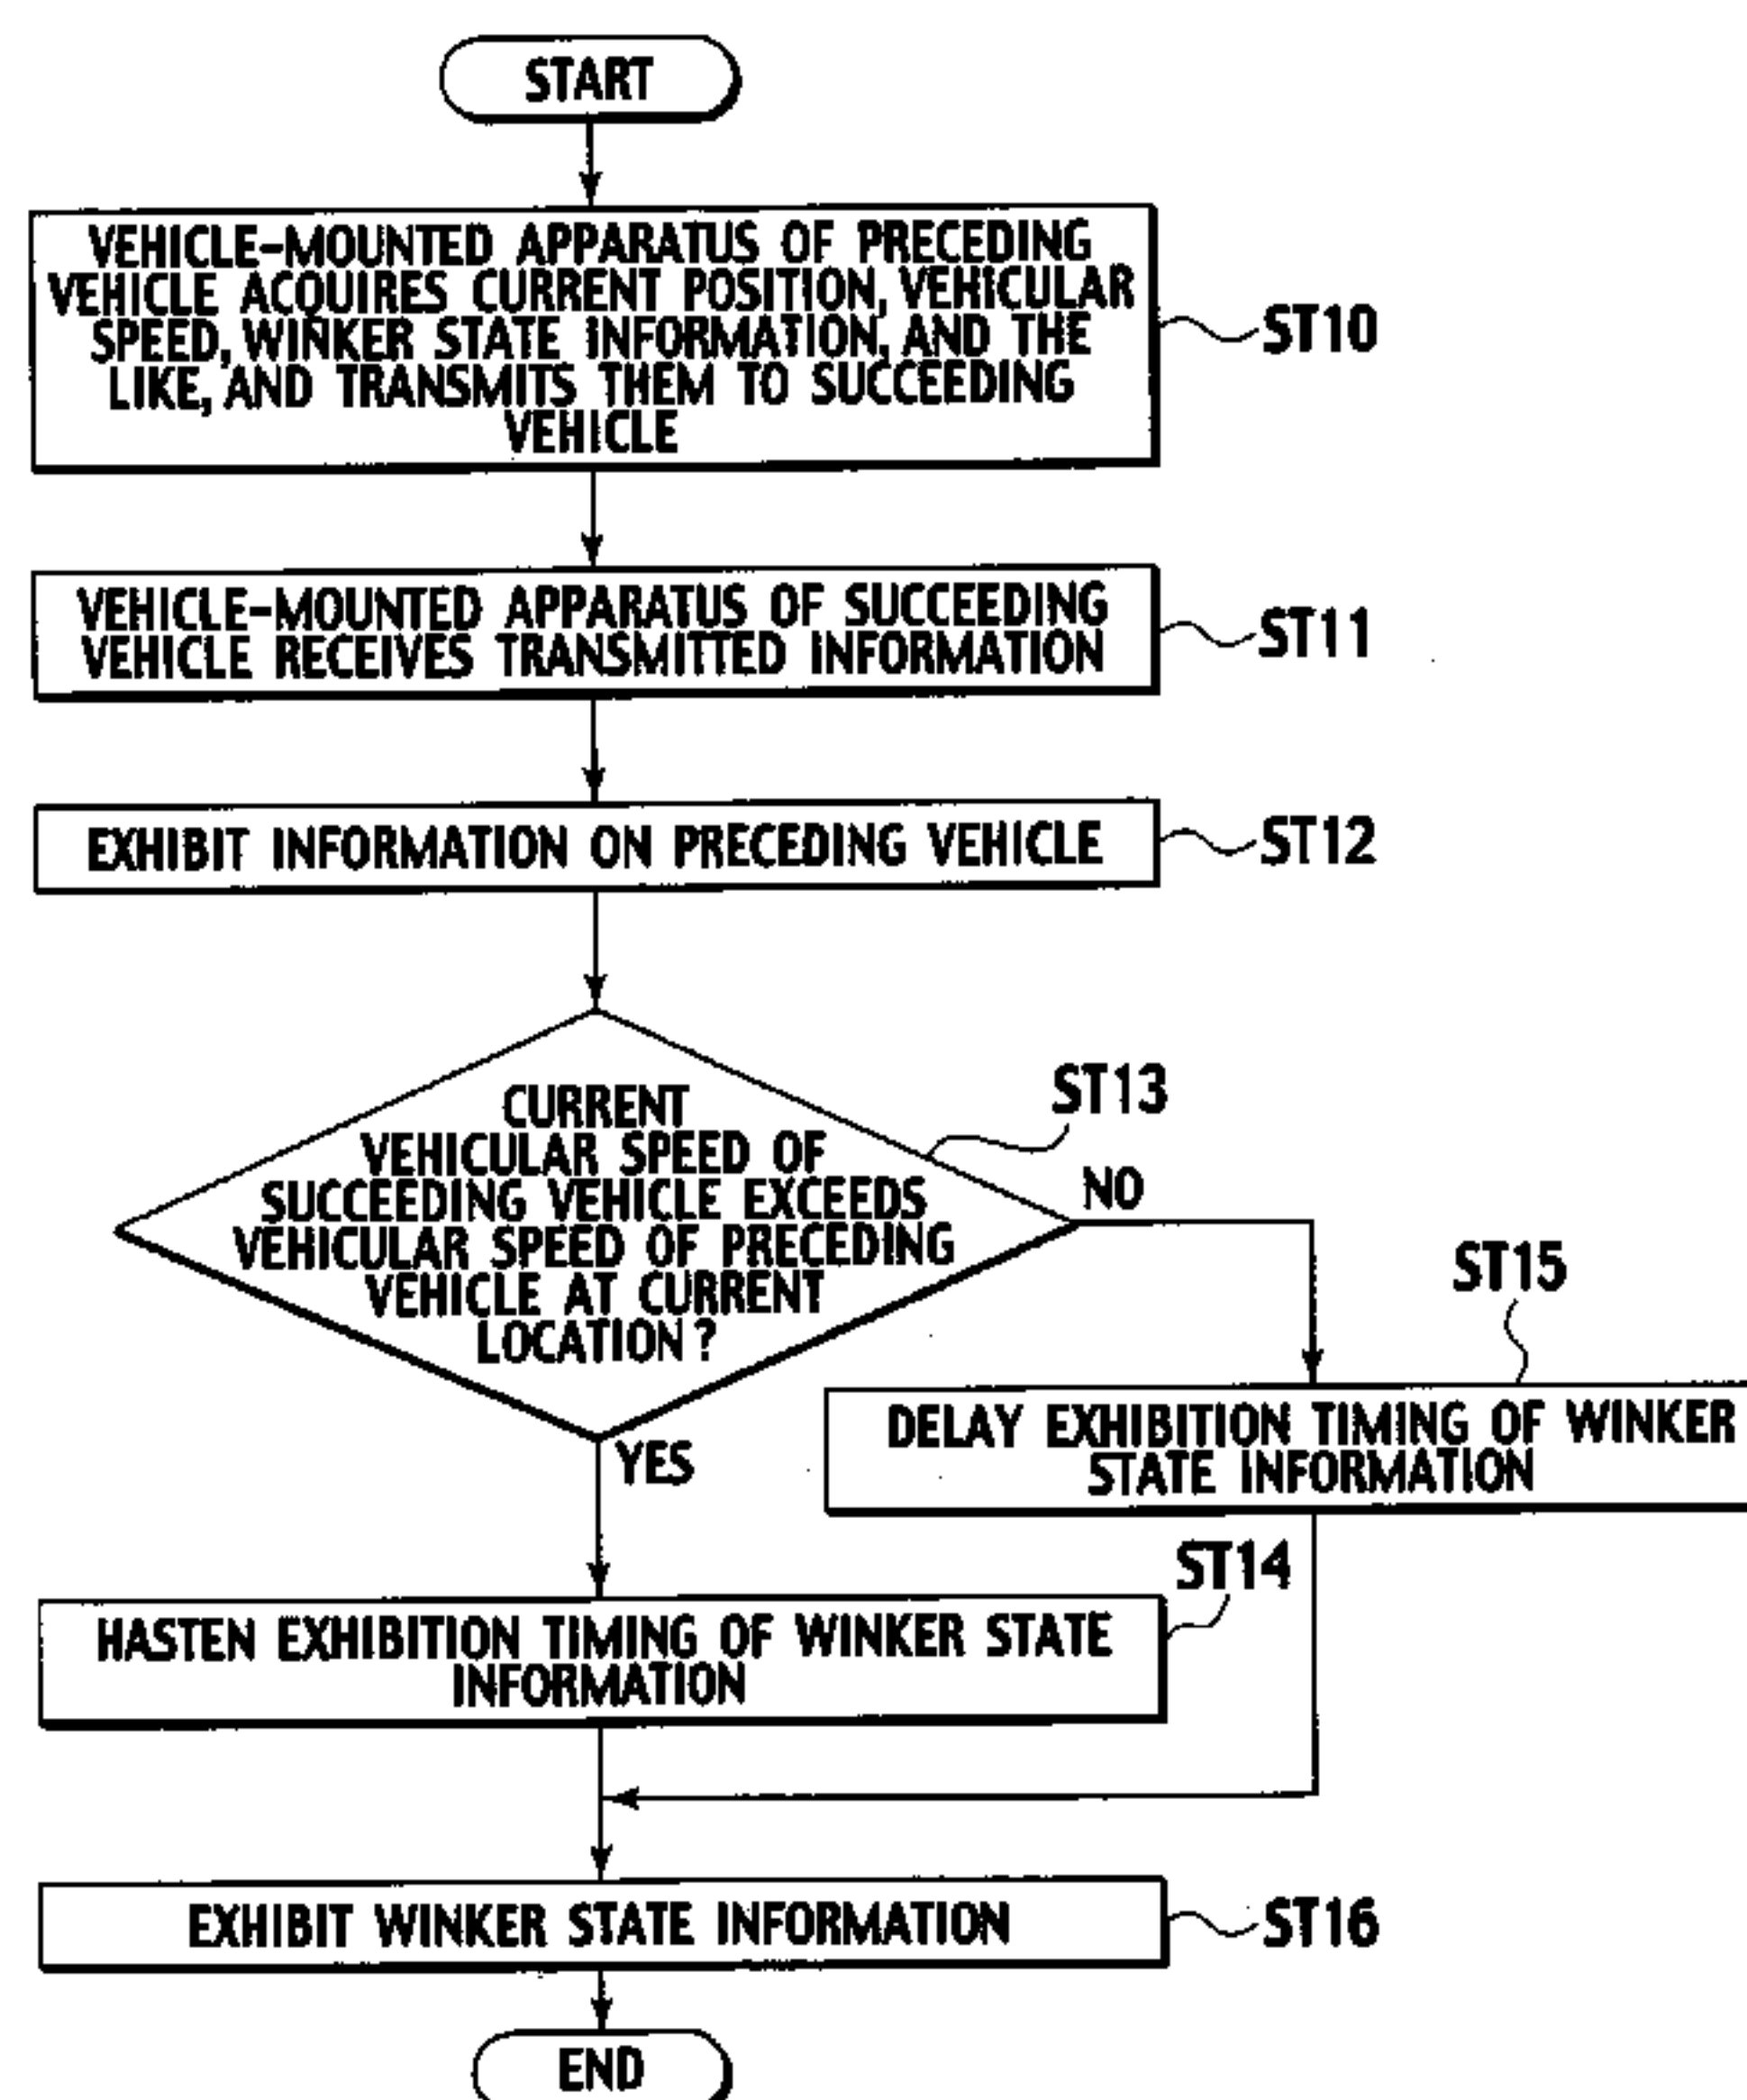 START
VEHICLE-MOUNTED APPARATUS OF PRECEDING
VEHICLE ACQUIRES CURRENT POSITION, VEHICULAR
SPEED, WINKER STATE INFORMATION, AND THE
LIKE, AND TRANSMITS THEM TO SUCCEEDING
VEHICLE
ST10
VEHICLE-MOUNTED APPARATUS OF SUCCEEDING
VEHICLE RECEIVES TRANSMITTED INFORMATION
ST11
EXHIBIT INFORMATION ON PRECEDING VEHICLE
ST12
CURRENT
VEHICULAR SPEED OF
SUCCEEDING VEHICLE EXCEEDS
VEHICULAR SPEED OF PRECEDING
VEHICLE AT CURRENT
LOCATION?
ST13
NO
YES
ST15
DELAY EXHIBITION TIMING OF WINKER
STATE INFORMATION
ST14
HASTEN EXHIBITION TIMING OF WINKER STATE
INFORMATION
EXHIBIT WINKER STATE INFORMATION
ST16
END